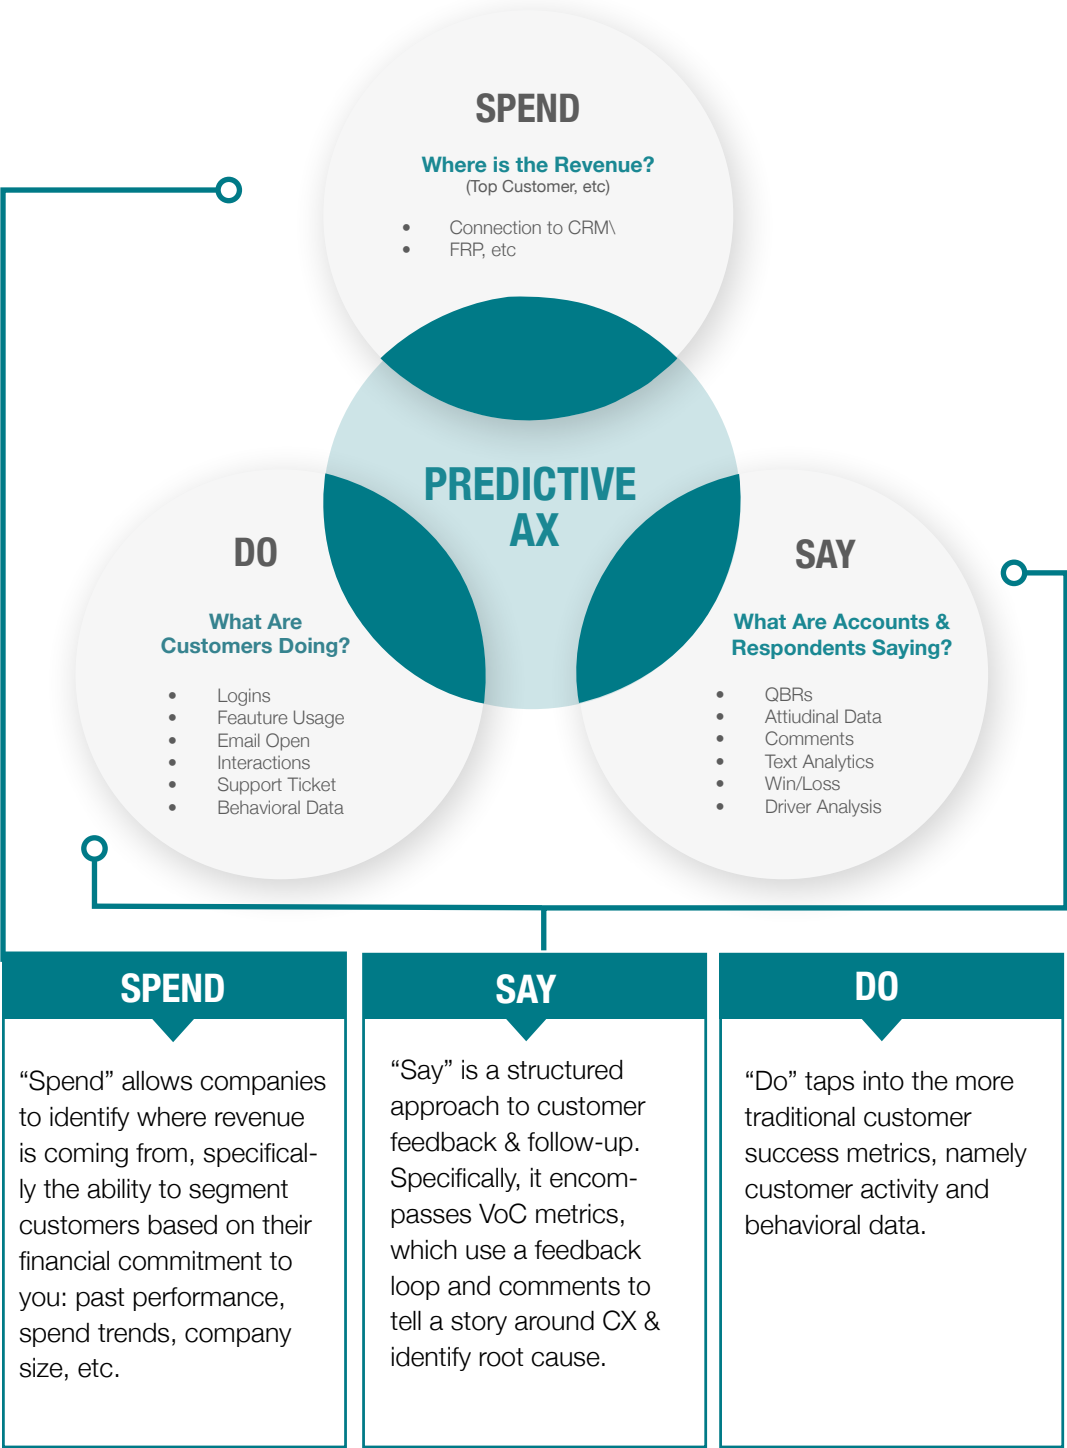 SPEND
Where is the Revenue?
(Top Customer, etc)
• Connection to CRM\
• FRP, etc
PREDICTIVE
AX
DO
What Are
Customers Doing?
• Logins
• Feauture Usage
• Email Open
• Interactions
• Support Ticket
• Behavioral Data
SAY
What Are Accounts &
Respondents Saying?
• QBRs
• Attiudinal Data
• Comments
• Text Analytics
• Win/Loss
• Driver Analysis
SPEND
“Spend” allows companies
to identify where revenue
is coming from, specifical-
ly the ability to segment
customers based on their
financial commitment to
you: past performance,
spend trends, company
size, etc.
SAY
“Say” is a structured
approach to customer
feedback & follow-up.
Specifically, it encom-
passes VoC metrics,
which use a feedback
loop and comments to
tell a story around CX &
identify root cause.
DO
“Do” taps into the more
traditional customer
success metrics, namely
customer activity and
behavioral data.